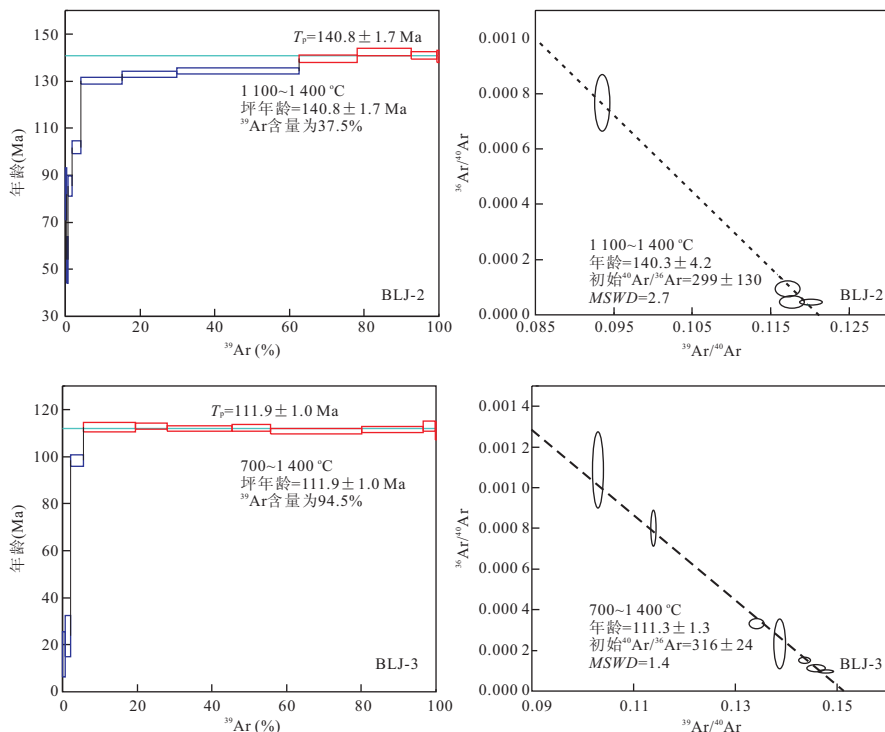 150
130
110
90
70
50
30
年龄(Ma)
Tₚ=140.8±1.7 Ma
1 100~1 400 ℃
坪年龄=140.8±1.7 Ma
³⁹Ar含量为37.5%
BLJ-2
0 20 40 60 80 100
³⁹Ar (%)
0.001 0
0.000 8
0.000 6
0.000 4
0.000 2
0.000 0
³⁶Ar/⁴⁰Ar
1 100~1 400 ℃
年龄=140.3±4.2
初始⁴⁰Ar/³⁶Ar=299±130
MSWD=2.7
BLJ-2
0.085 0.095 0.105 0.115 0.125
³⁹Ar/⁴⁰Ar
120
100
80
60
40
20
0
年龄(Ma)
Tₚ=111.9±1.0 Ma
700~1 400 ℃
坪年龄=111.9±1.0 Ma
³⁹Ar含量为94.5%
BLJ-3
0 20 40 60 80 100
³⁹Ar (%)
0.001 4
0.001 2
0.001 0
0.000 8
0.000 6
0.000 4
0.000 2
0.000 0
³⁶Ar/⁴⁰Ar
700~1 400 ℃
年龄=111.3±1.3
初始⁴⁰Ar/³⁶Ar=316±24
MSWD=1.4
BLJ-3
0.09 0.11 0.13 0.15
³⁹Ar/⁴⁰Ar